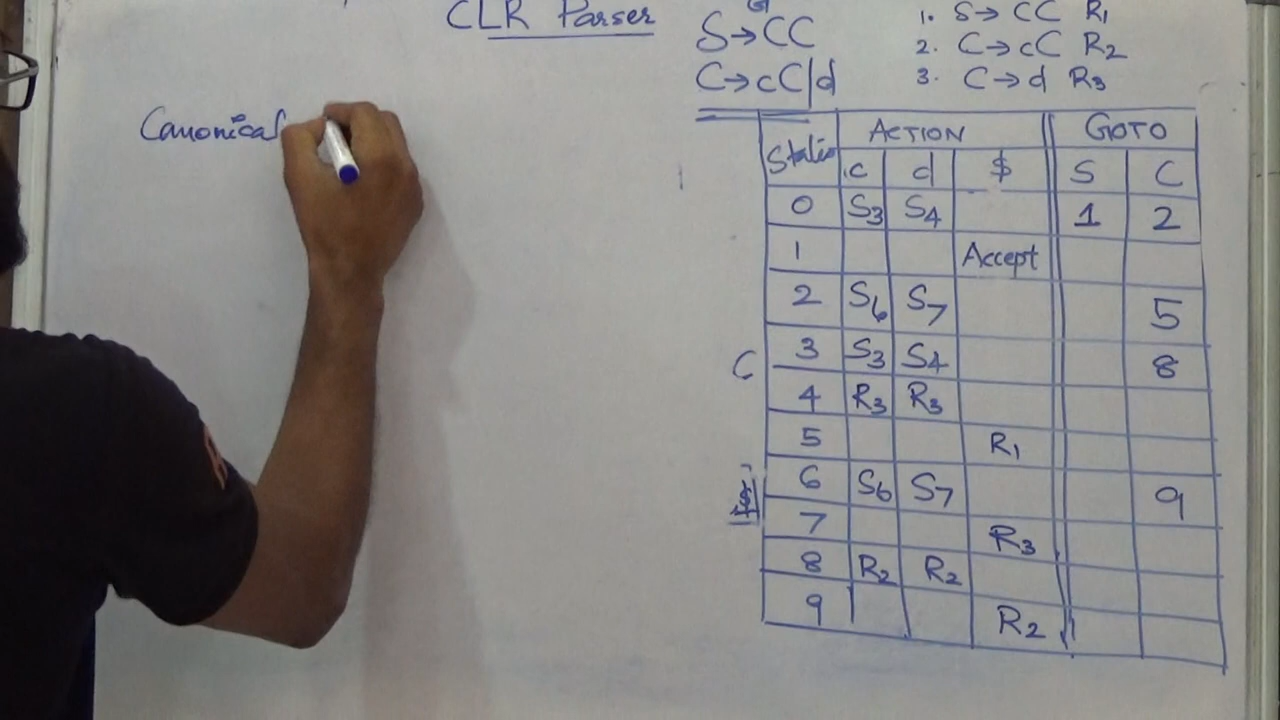 CLR Parser
S→CC
C→cC|d
1. S→CC R1
2. C→cC R2
3. C→d R3
Canonical
ACTION GOTO
States c d $ S C
0 S3 S4 1 2
1 Accept
2 S6 S7 5
3 S3 S4 8
4 R3 R3
5 R1
6 S6 S7 9
7 R3
8 R2 R2
9 R2
C